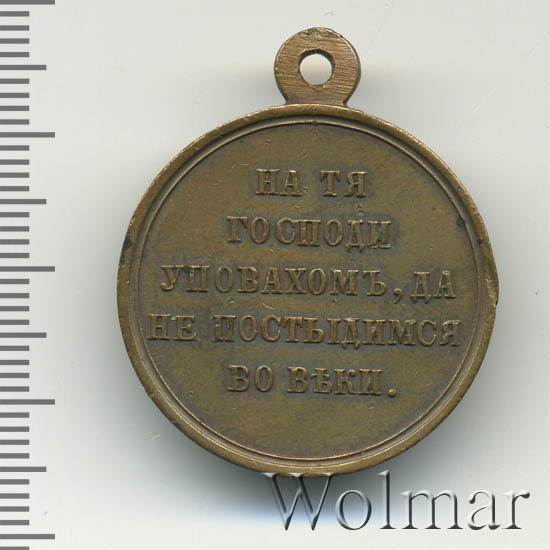 НА ТЯ
ГОСПОДИ
УПОВАХОМЪ, ДА
НЕ ПОСТЫДИМСЯ
ВО ВѢКИ.
Wolmar